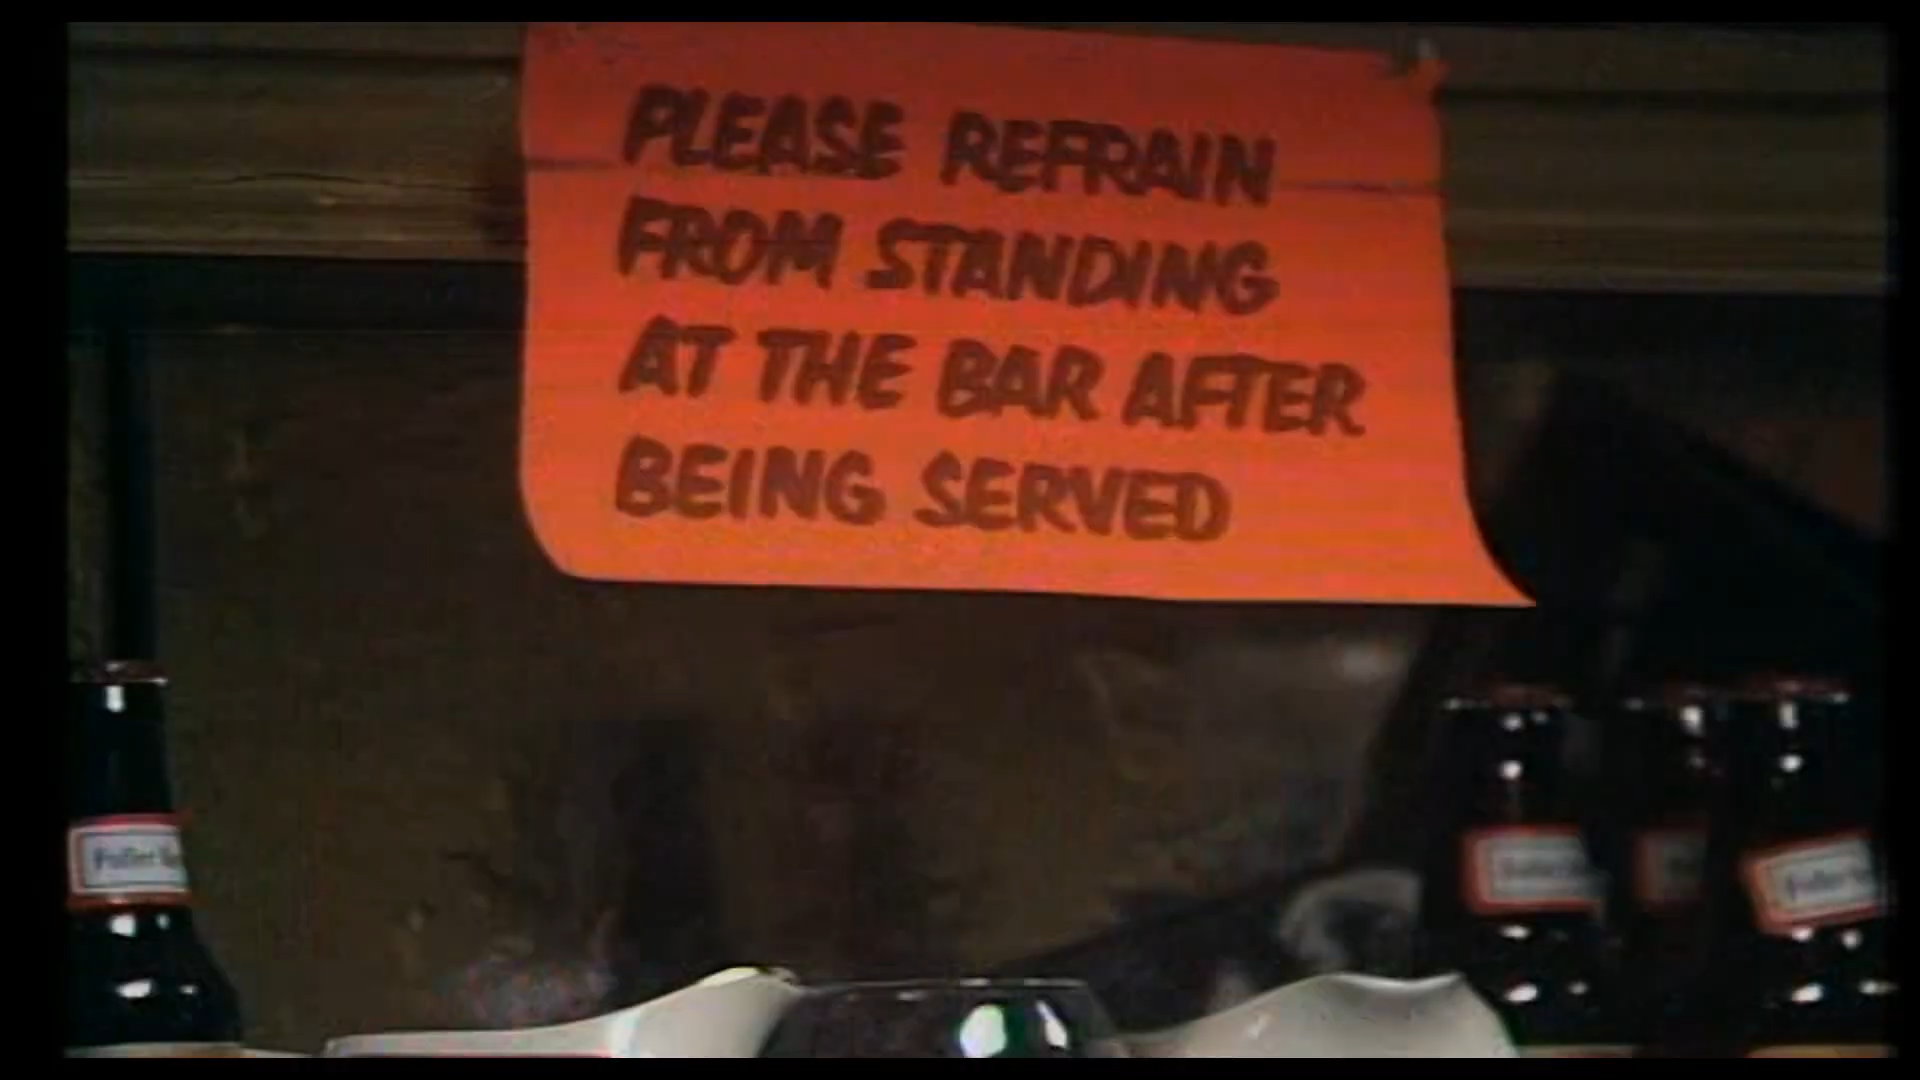 PLEASE REFRAIN
FROM STANDING
AT THE BAR AFTER
BEING SERVED